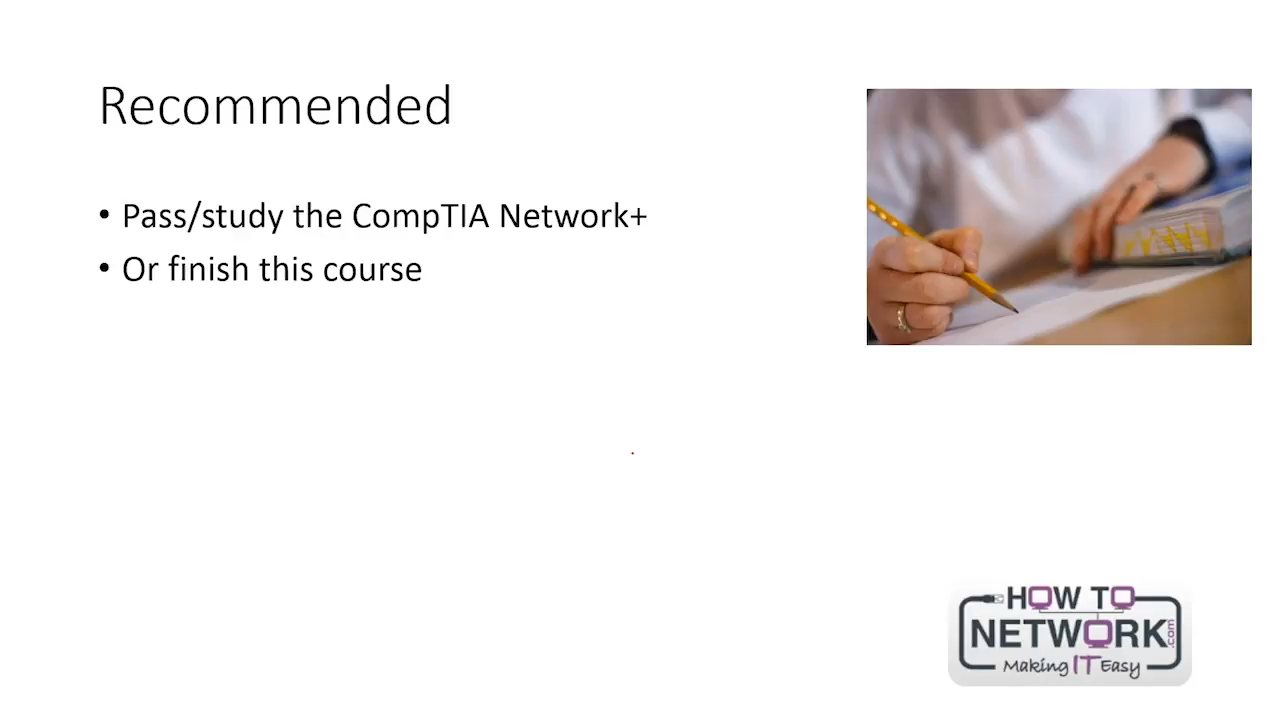 Recommended
• Pass/study the CompTIA Network+
• Or finish this course
HOW TO
NETWORK.com
Making IT Easy